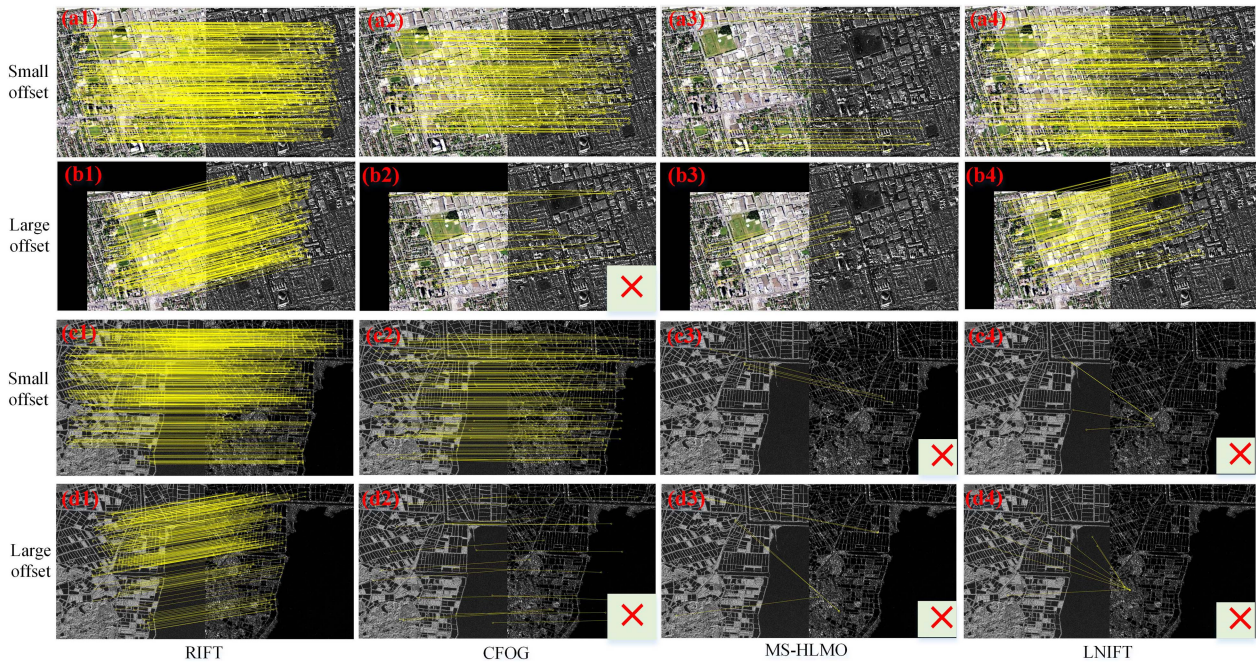 (a1) (a2) (a3) (a4)
Small
offset
(b1) (b2) (b3) (b4)
Large
offset
(c1) (c2) (c3) (c4)
Small
offset
(d1) (d2) (d3) (d4)
Large
offset
RIFT CFOG MS-HLMO LNIFT